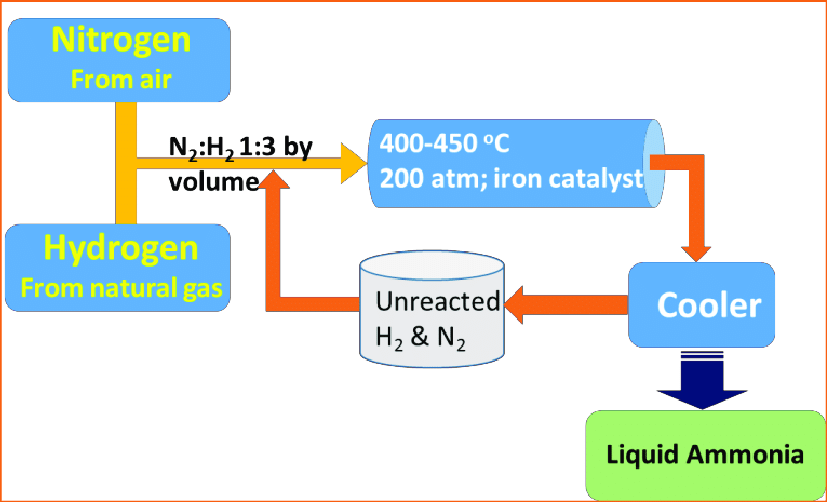 Nitrogen
From air
N₂:H₂ 1:3 by
volume
400-450 ºC
200 atm; iron catalyst
Hydrogen
From natural gas
Unreacted
H₂ & N₂
Cooler
Liquid Ammonia